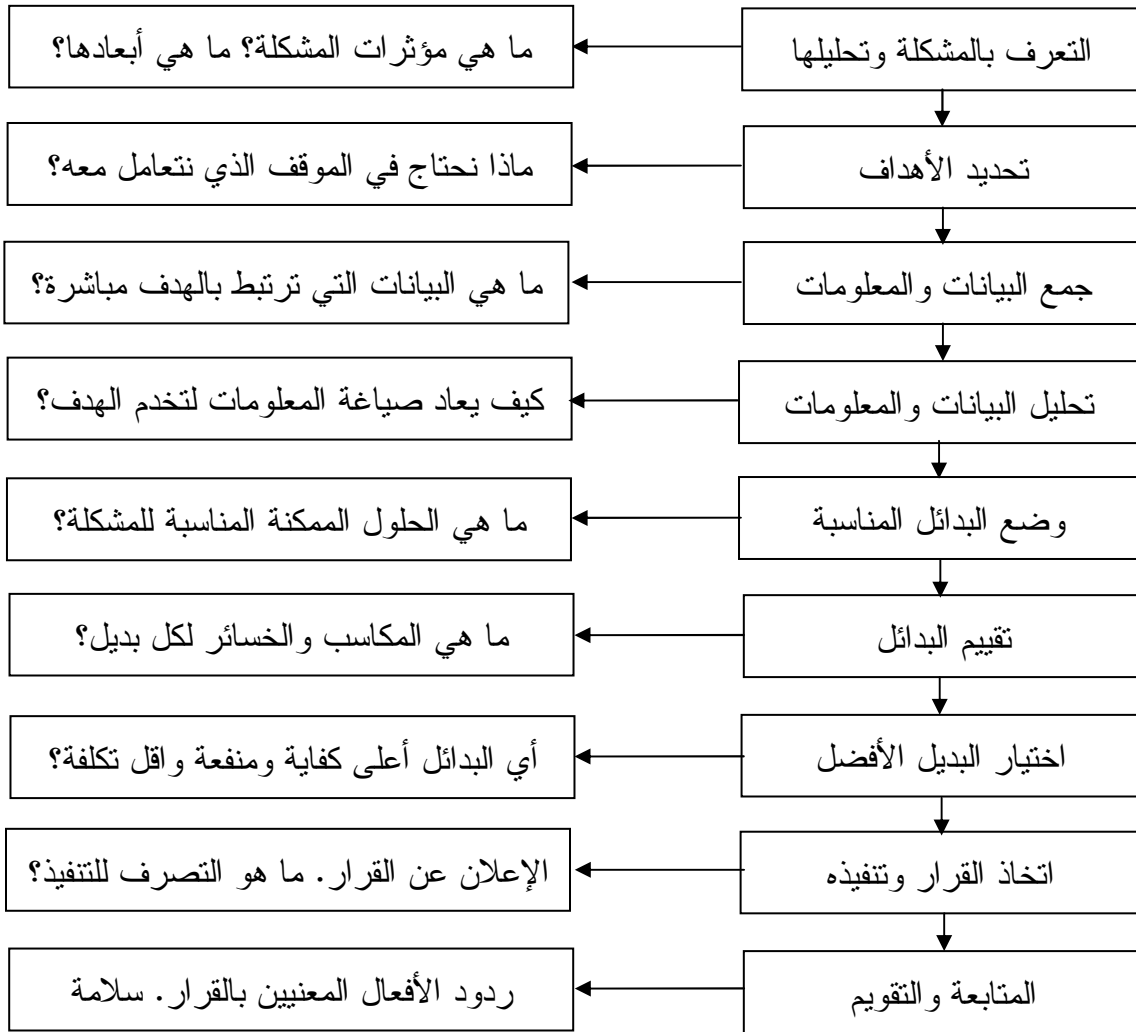 التعرف بالمشكلة وتحليلها
ما هي مؤثرات المشكلة؟ ما هي أبعادها؟
تحديد الأهداف
ماذا نحتاج في الموقف الذي نتعامل معه؟
جمع البيانات والمعلومات
ما هي البيانات التي ترتبط بالهدف مباشرة؟
تحليل البيانات والمعلومات
كيف يعاد صياغة المعلومات لتخدم الهدف؟
وضع البدائل المناسبة
ما هي الحلول الممكنة المناسبة للمشكلة؟
تقييم البدائل
ما هي المكاسب والخسائر لكل بديل؟
اختيار البديل الأفضل
أي البدائل أعلى كفاية ومنفعة واقل تكلفة؟
اتخاذ القرار وتنفيذه
الإعلان عن القرار. ما هو التصرف للتنفيذ؟
المتابعة والتقويم
ردود الأفعال المعنيين بالقرار. سلامة